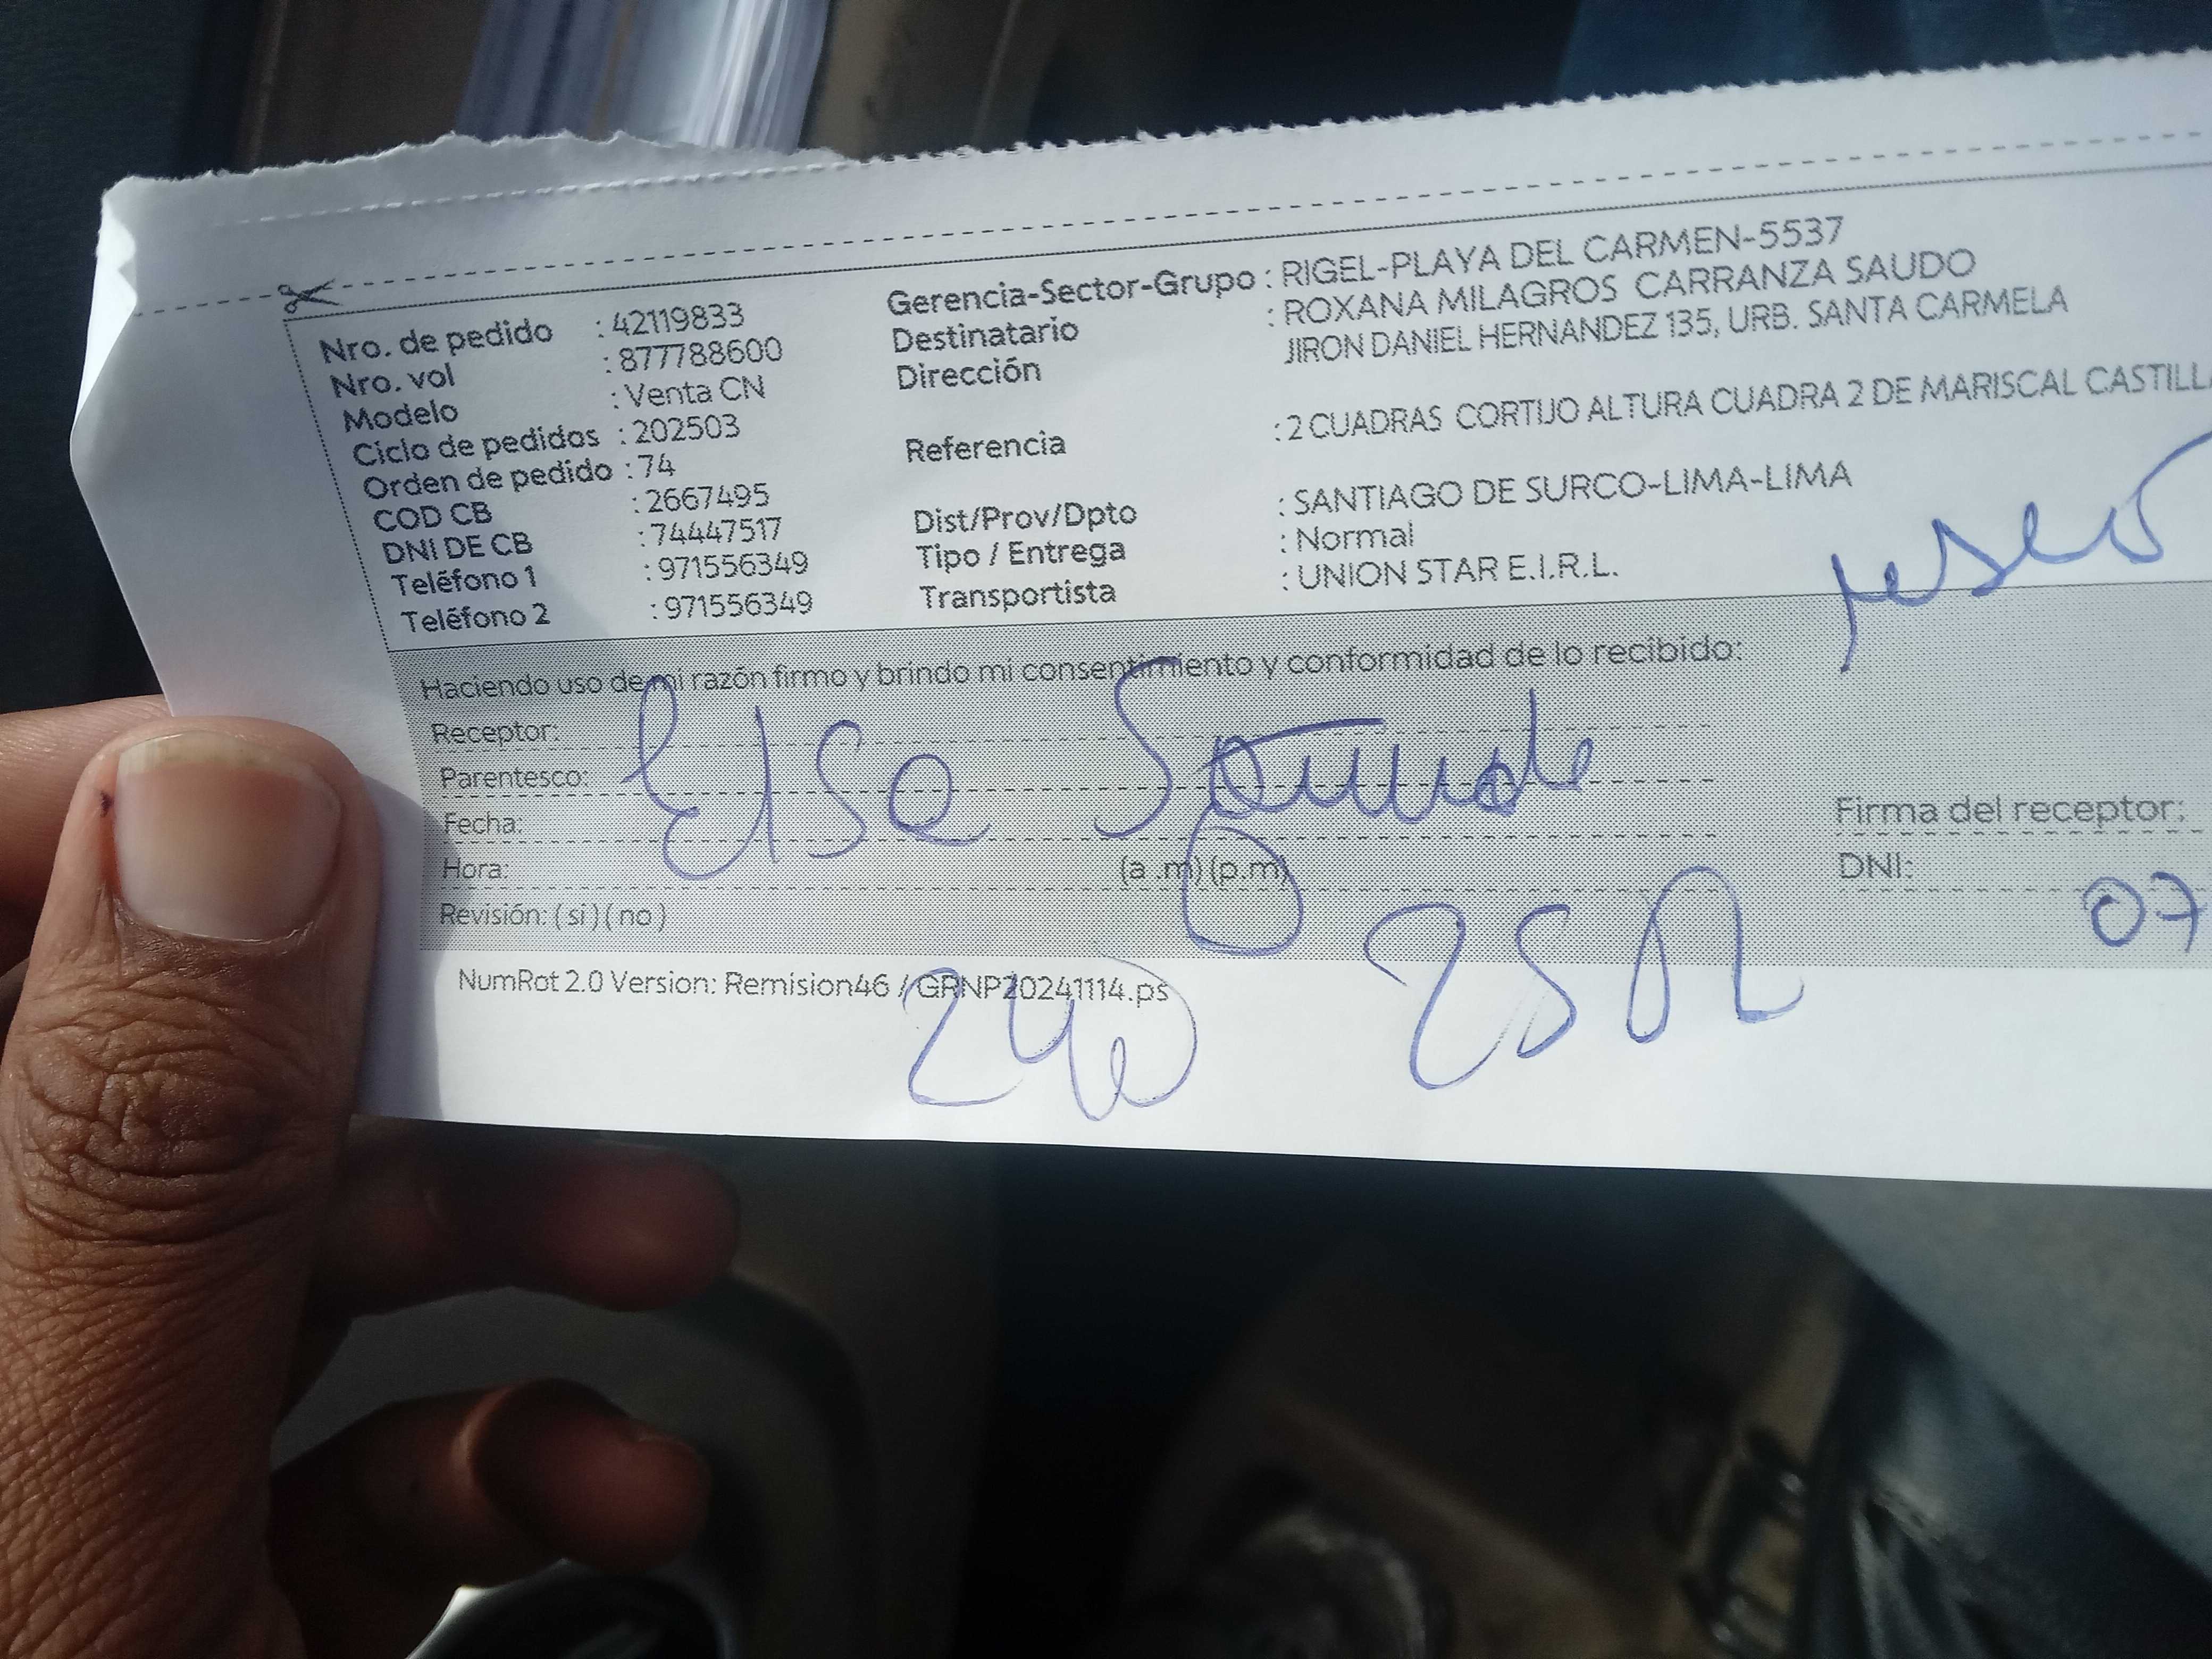 Nro. de pedido : 42119833
Nro. vol : 877788600
Modelo : Venta CN
Ciclo de pedidos : 202503
Orden de pedido : 74
COD CB : 2667495
DNI DE CB : 74447517
Teléfono 1 : 971556349
Teléfono 2 : 971556349
Gerencia-Sector-Grupo : RIGEL-PLAYA DEL CARMEN-5537
Destinatario : ROXANA MILAGROS CARRANZA SAUDO
Dirección JIRON DANIEL HERNANDEZ 135, URB. SANTA CARMELA
Referencia : 2 CUADRAS CORTIJO ALTURA CUADRA 2 DE MARISCAL
Dist/Prov/Dpto : SANTIAGO DE SURCO-LIMA-LIMA
Tipo / Entrega : Normal
Transportista : UNION STAR E.I.R.L.
Haciendo uso de mi razón firmo y brindo mi consentimiento y conformidad de lo recibido:
Receptor:
Elsa
Parentesco:
Fecha:
Hora: (a .m) (p.m)
Revisión: ( si ) ( no )
Firma del receptor:
DNI: 07
NumRot 2.0 Version: Remision46 / GRNP20241114.ps